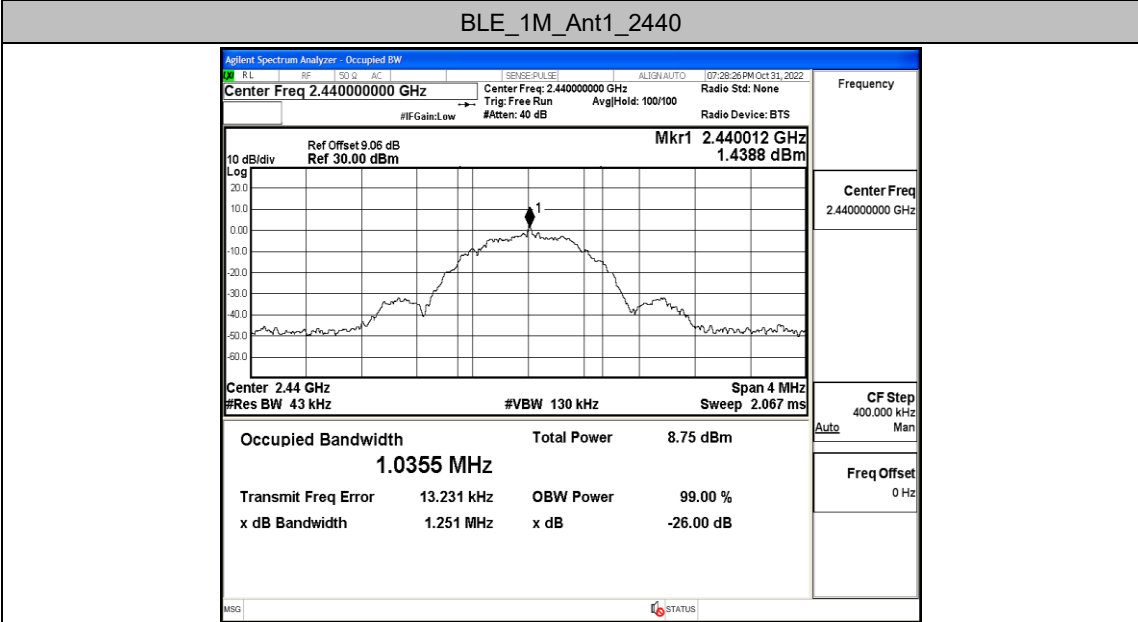 BLE_1M_Ant1_2440
Agilent Spectrum Analyzer - Occupied BW
LXI RL RF 50 Ω AC SENSE:PULSE ALIGN AUTO 07:28:26 PM Oct 31, 2022
Center Freq 2.440000000 GHz
Center Freq: 2.440000000 GHz
Radio Std: None
Trig: Free Run Avg|Hold: 100/100
#IFGain:Low #Atten: 40 dB Radio Device: BTS
Frequency
Ref Offset 9.06 dB
10 dB/div Ref 30.00 dBm
Mkr1 2.440012 GHz
1.4388 dBm
Log
20.0
10.0
0.00
-10.0
-20.0
-30.0
-40.0
-50.0
-60.0
1
Center 2.44 GHz Span 4 MHz
#Res BW 43 kHz #VBW 130 kHz Sweep 2.067 ms
Occupied Bandwidth Total Power 8.75 dBm
1.0355 MHz
Transmit Freq Error 13.231 kHz OBW Power 99.00 %
x dB Bandwidth 1.251 MHz x dB -26.00 dB
Center Freq
2.440000000 GHz
CF Step
400.000 kHz
Auto Man
Freq Offset
0 Hz
MSG STATUS